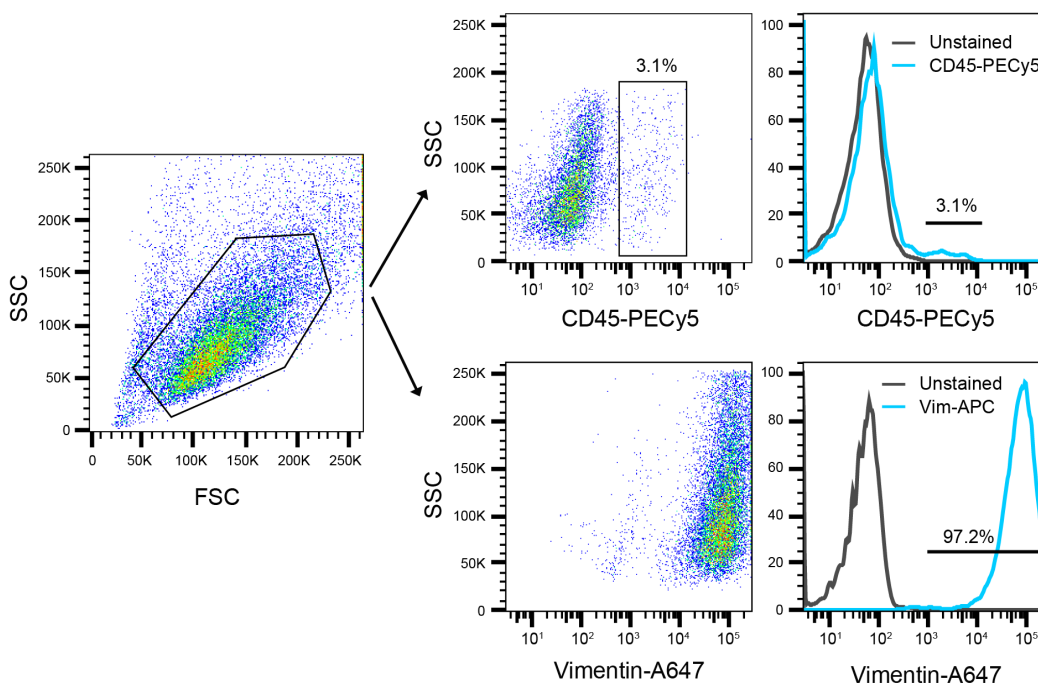 250K
200K
150K
100K
50K
0
SSC
0
50K
100K
150K
200K
250K
FSC
250K
200K
150K
100K
50K
0
SSC
3.1%
10¹
10²
10³
10⁴
10⁵
CD45-PECy5
100
80
60
40
20
0
Unstained
CD45-PECy5
3.1%
10¹
10²
10³
10⁴
10⁵
CD45-PECy5
250K
200K
150K
100K
50K
0
SSC
10¹
10²
10³
10⁴
10⁵
Vimentin-A647
100
80
60
40
20
0
Unstained
Vim-APC
97.2%
10¹
10²
10³
10⁴
10⁵
Vimentin-A647